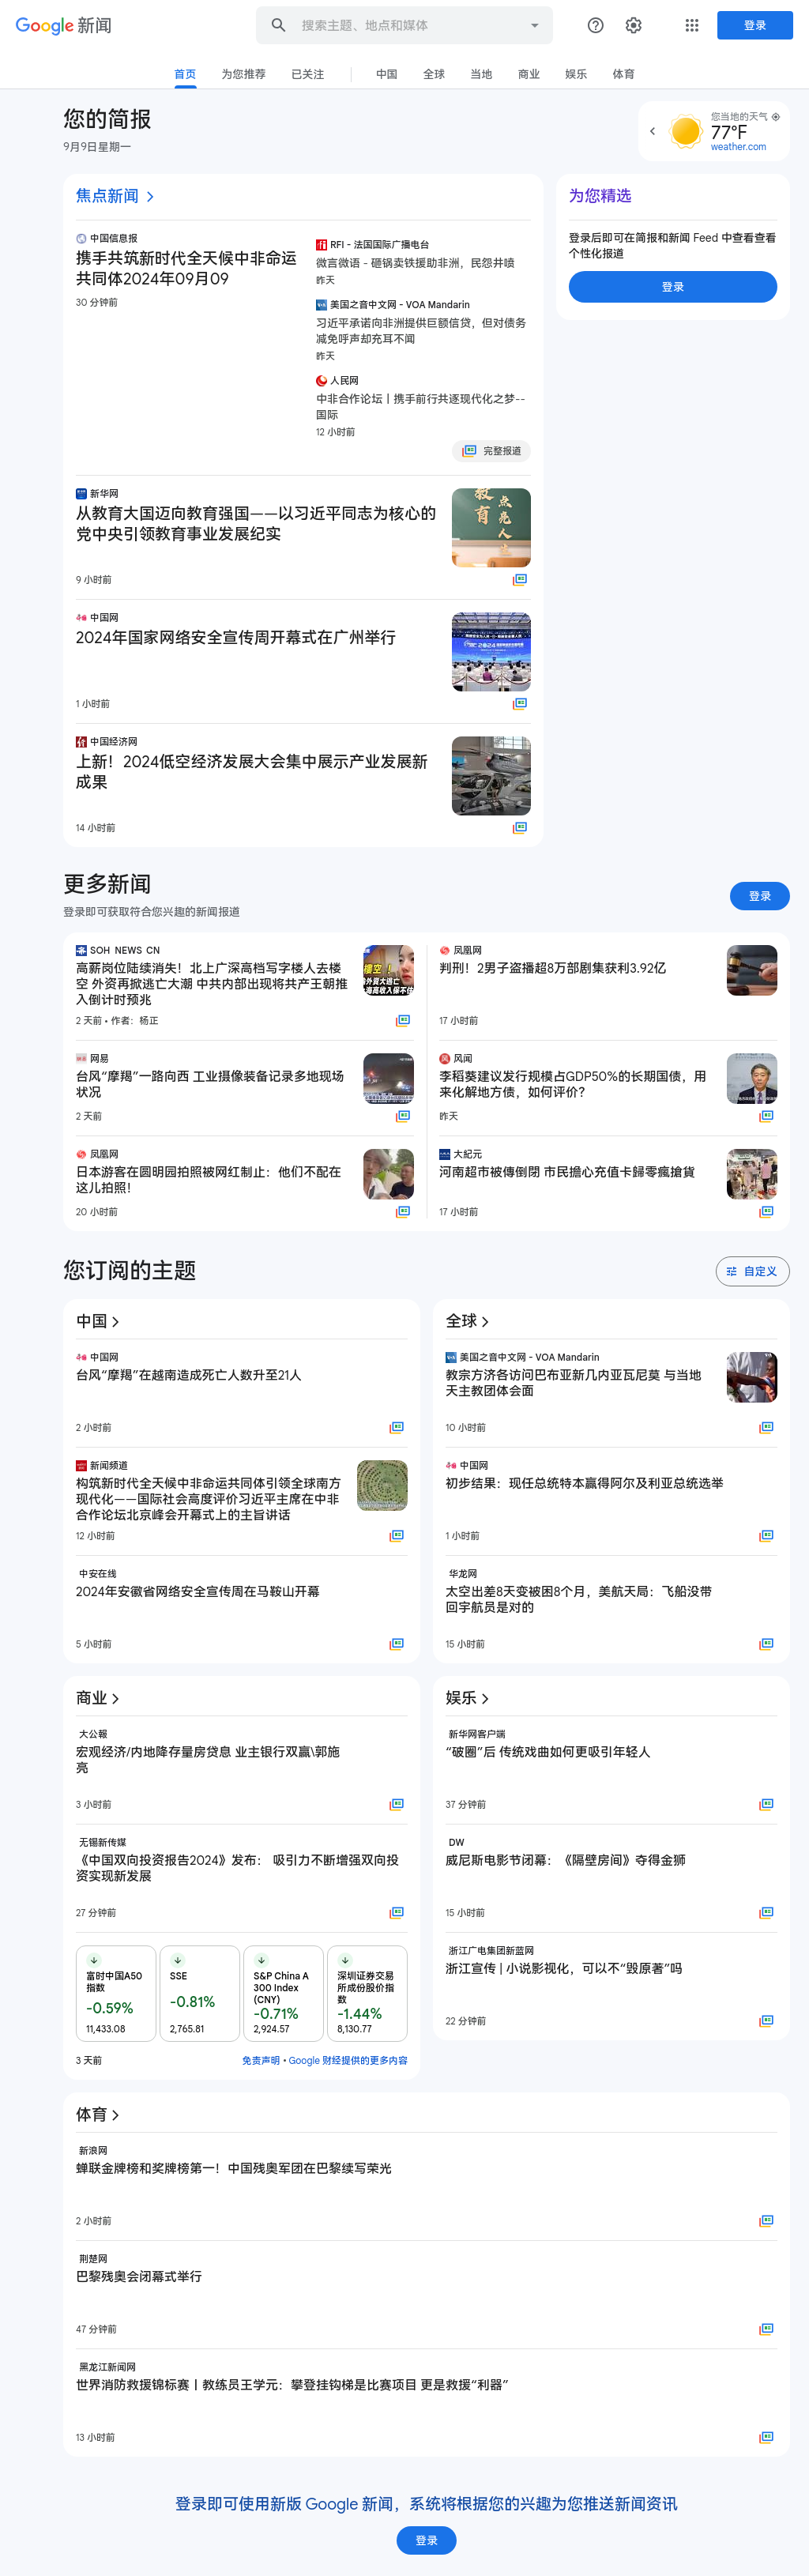 Google 新闻
搜索主题、地点和媒体
登录
首页
为您推荐
已关注
中国
全球
当地
商业
娱乐
体育
您的简报
9月9日星期一
您当地的天气
77°F
weather.com
焦点新闻
中国信息报
携手共筑新时代全天候中非命运
共同体2024年09月09
30 分钟前
RFI - 法国国际广播电台
微言微语 - 砸锅卖铁援助非洲，民怨井喷
昨天
美国之音中文网 - VOA Mandarin
习近平承诺向非洲提供巨额信贷，但对债务
减免呼声却充耳不闻
昨天
人民网
中非合作论坛丨携手前行共逐现代化之梦--
国际
12 小时前
完整报道
新华网
从教育大国迈向教育强国——以习近平同志为核心的
党中央引领教育事业发展纪实
9 小时前
中国网
2024年国家网络安全宣传周开幕式在广州举行
1 小时前
中国经济网
上新！2024低空经济发展大会集中展示产业发展新
成果
14 小时前
为您精选
登录后即可在简报和新闻 Feed 中查看查看
个性化报道
登录
更多新闻
登录即可获取符合您兴趣的新闻报道
登录
SOH_NEWS_CN
高薪岗位陆续消失！北上广深高档写字楼人去楼
空 外资再掀逃亡大潮 中共内部出现将共产王朝推
入倒计时预兆
2 天前 • 作者：杨正
网易
台风“摩羯”一路向西 工业摄像装备记录多地现场
状况
2 天前
凤凰网
日本游客在圆明园拍照被网红制止：他们不配在
这儿拍照！
20 小时前
凤凰网
判刑！2男子盗播超8万部剧集获利3.92亿
17 小时前
风闻
李稻葵建议发行规模占GDP50%的长期国债，用
来化解地方债，如何评价？
昨天
大紀元
河南超市被傳倒閉 市民擔心充值卡歸零瘋搶貨
17 小时前
您订阅的主题
自定义
中国
中国网
台风“摩羯”在越南造成死亡人数升至21人
2 小时前
新闻频道
构筑新时代全天候中非命运共同体引领全球南方
现代化——国际社会高度评价习近平主席在中非
合作论坛北京峰会开幕式上的主旨讲话
12 小时前
中安在线
2024年安徽省网络安全宣传周在马鞍山开幕
5 小时前
全球
美国之音中文网 - VOA Mandarin
教宗方济各访问巴布亚新几内亚瓦尼莫 与当地
天主教团体会面
10 小时前
中国网
初步结果：现任总统特本赢得阿尔及利亚总统选举
1 小时前
华龙网
太空出差8天变被困8个月，美航天局：飞船没带
回宇航员是对的
15 小时前
商业
大公報
宏观经济/内地降存量房贷息 业主银行双赢\郭施
亮
3 小时前
无锡新传媒
《中国双向投资报告2024》发布： 吸引力不断增强双向投
资实现新发展
27 分钟前
富时中国A50
指数
-0.59%
11,433.08
SSE
-0.81%
2,765.81
S&P China A
300 Index
(CNY)
-0.71%
2,924.57
深圳证券交易
所成份股价指
数
-1.44%
8,130.77
3 天前
免责声明 • Google 财经提供的更多内容
娱乐
新华网客户端
“破圈”后 传统戏曲如何更吸引年轻人
37 分钟前
DW
威尼斯电影节闭幕：《隔壁房间》夺得金狮
15 小时前
浙江广电集团新蓝网
浙江宣传 | 小说影视化，可以不“毁原著”吗
22 分钟前
体育
新浪网
蝉联金牌榜和奖牌榜第一！中国残奥军团在巴黎续写荣光
2 小时前
荆楚网
巴黎残奥会闭幕式举行
47 分钟前
黑龙江新闻网
世界消防救援锦标赛丨教练员王学元：攀登挂钩梯是比赛项目 更是救援“利器”
13 小时前
登录即可使用新版 Google 新闻，系统将根据您的兴趣为您推送新闻资讯
登录